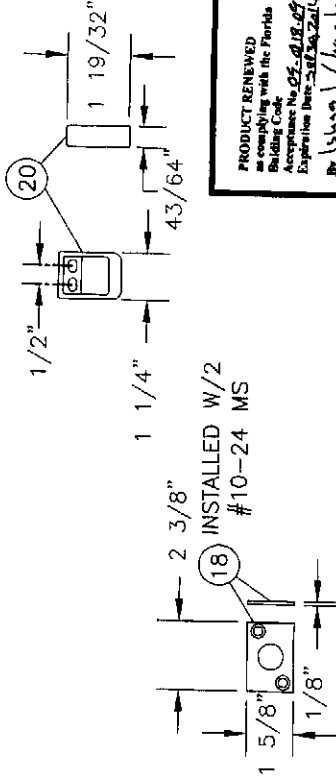 1 19/32"
20
43/64"
1/2"
1 1/4"
2 3/8"
INSTALLED W/2
#10-24 MS
18
1 5/8"
1/8"
PRODUCT RENEWED
as complying with the Florida
Building Code
Acceptance No
Expiration Date
By